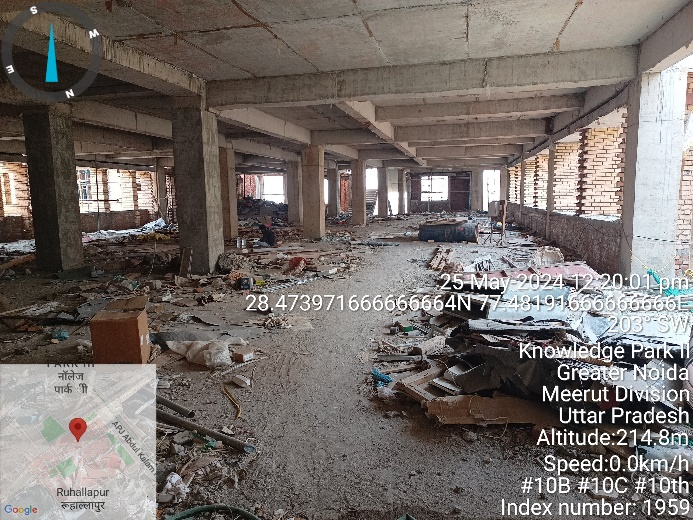 S
W
E
N
25 May 2024 12:20:01 pm
28.473971666666664N 77.48191666666666E
203° SW
Knowledge Park II
Greater Noida
Meerut Division
Uttar Pradesh
Altitude:214.8m
Speed:0.0km/h
#10B #10C #10th
Index number: 1959
PARK III
नॉलेज
APJ Abdul Kalam
Ruhallapur
रूहाल्लापुर
Google